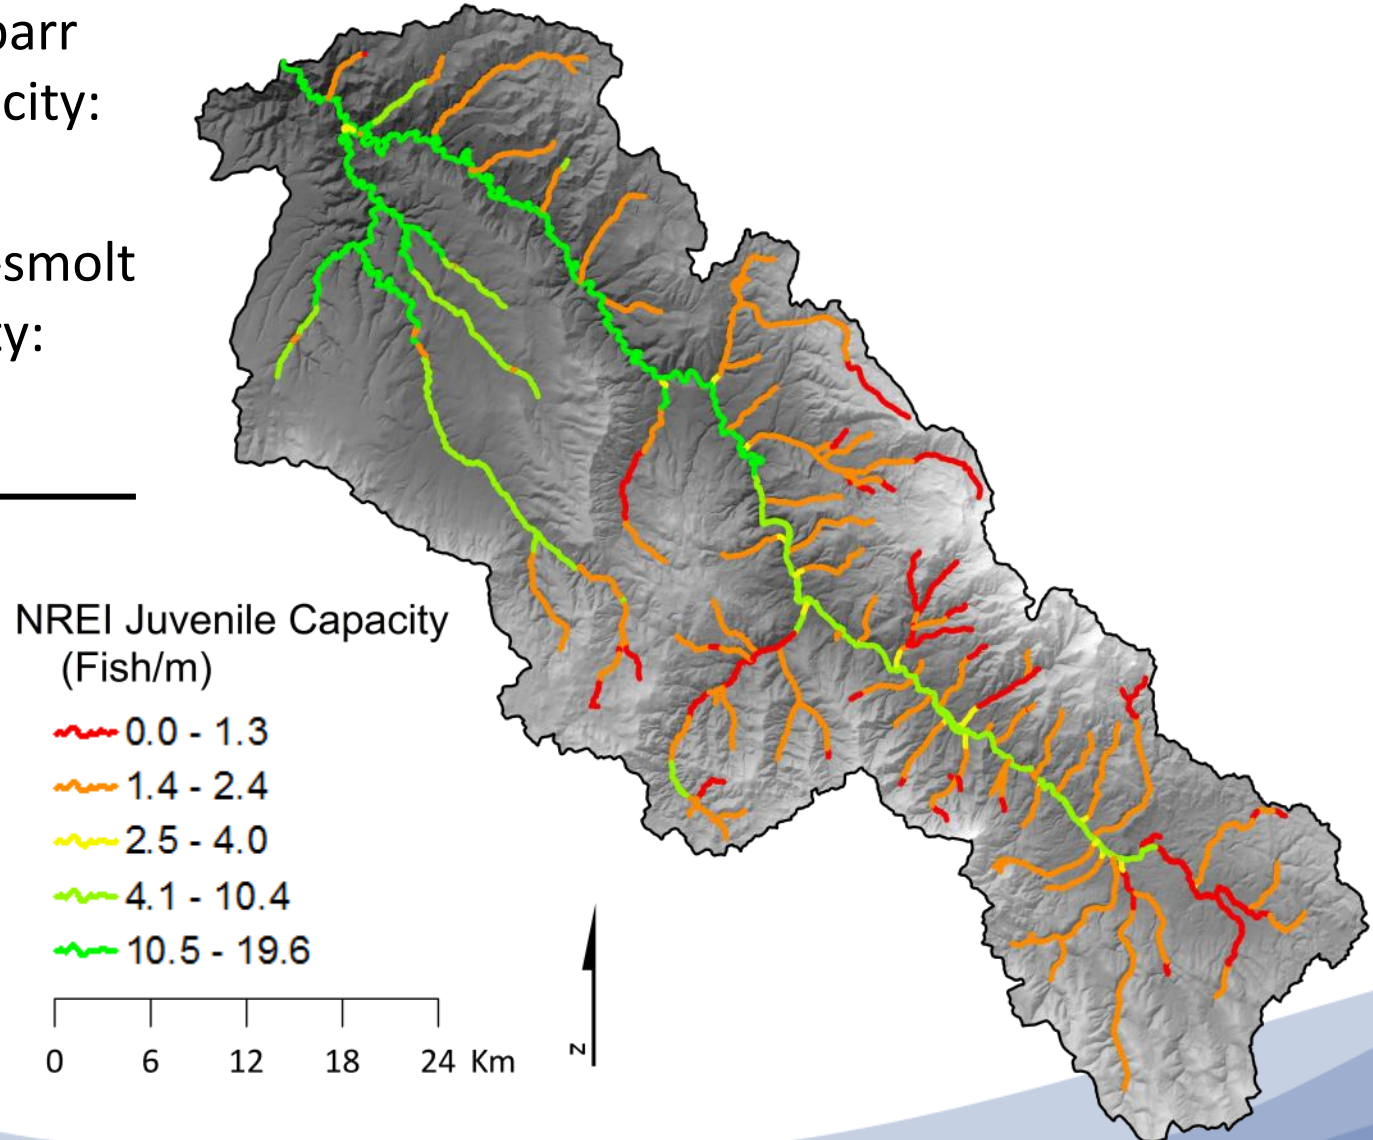 parr
city:
smolt
ty:
NREI Juvenile Capacity
(Fish/m)
0.0 - 1.3
1.4 - 2.4
2.5 - 4.0
4.1 - 10.4
10.5 - 19.6
0 6 12 18 24 Km
N